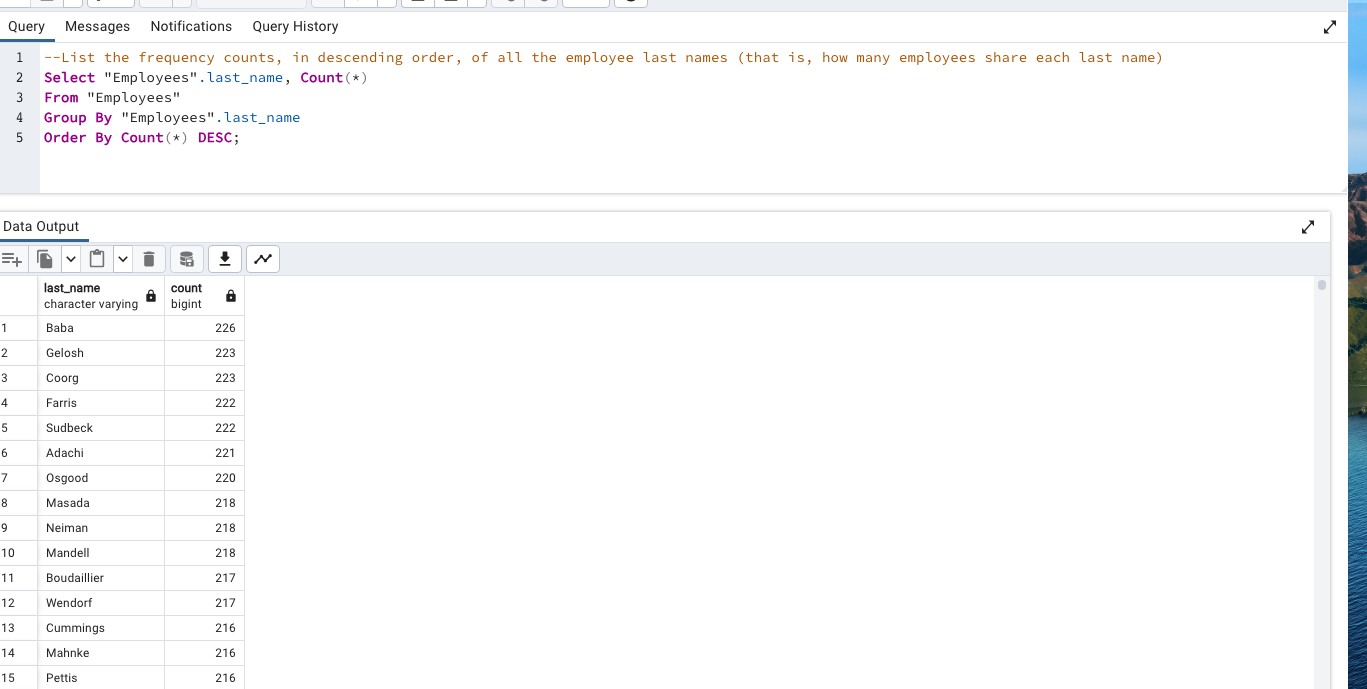 Query Messages Notifications Query History
1 --List the frequency counts, in descending order, of all the employee last names (that is, how many employees share each last name)
2 Select "Employees".last_name, Count(*)
3 From "Employees"
4 Group By "Employees".last_name
5 Order By Count(*) DESC;
Data Output
last_name count
character varying bigint
1 Baba 226
2 Gelosh 223
3 Coorg 223
4 Farris 222
5 Sudbeck 222
6 Adachi 221
7 Osgood 220
8 Masada 218
9 Neiman 218
10 Mandell 218
11 Boudaillier 217
12 Wendorf 217
13 Cummings 216
14 Mahnke 216
15 Pettis 216